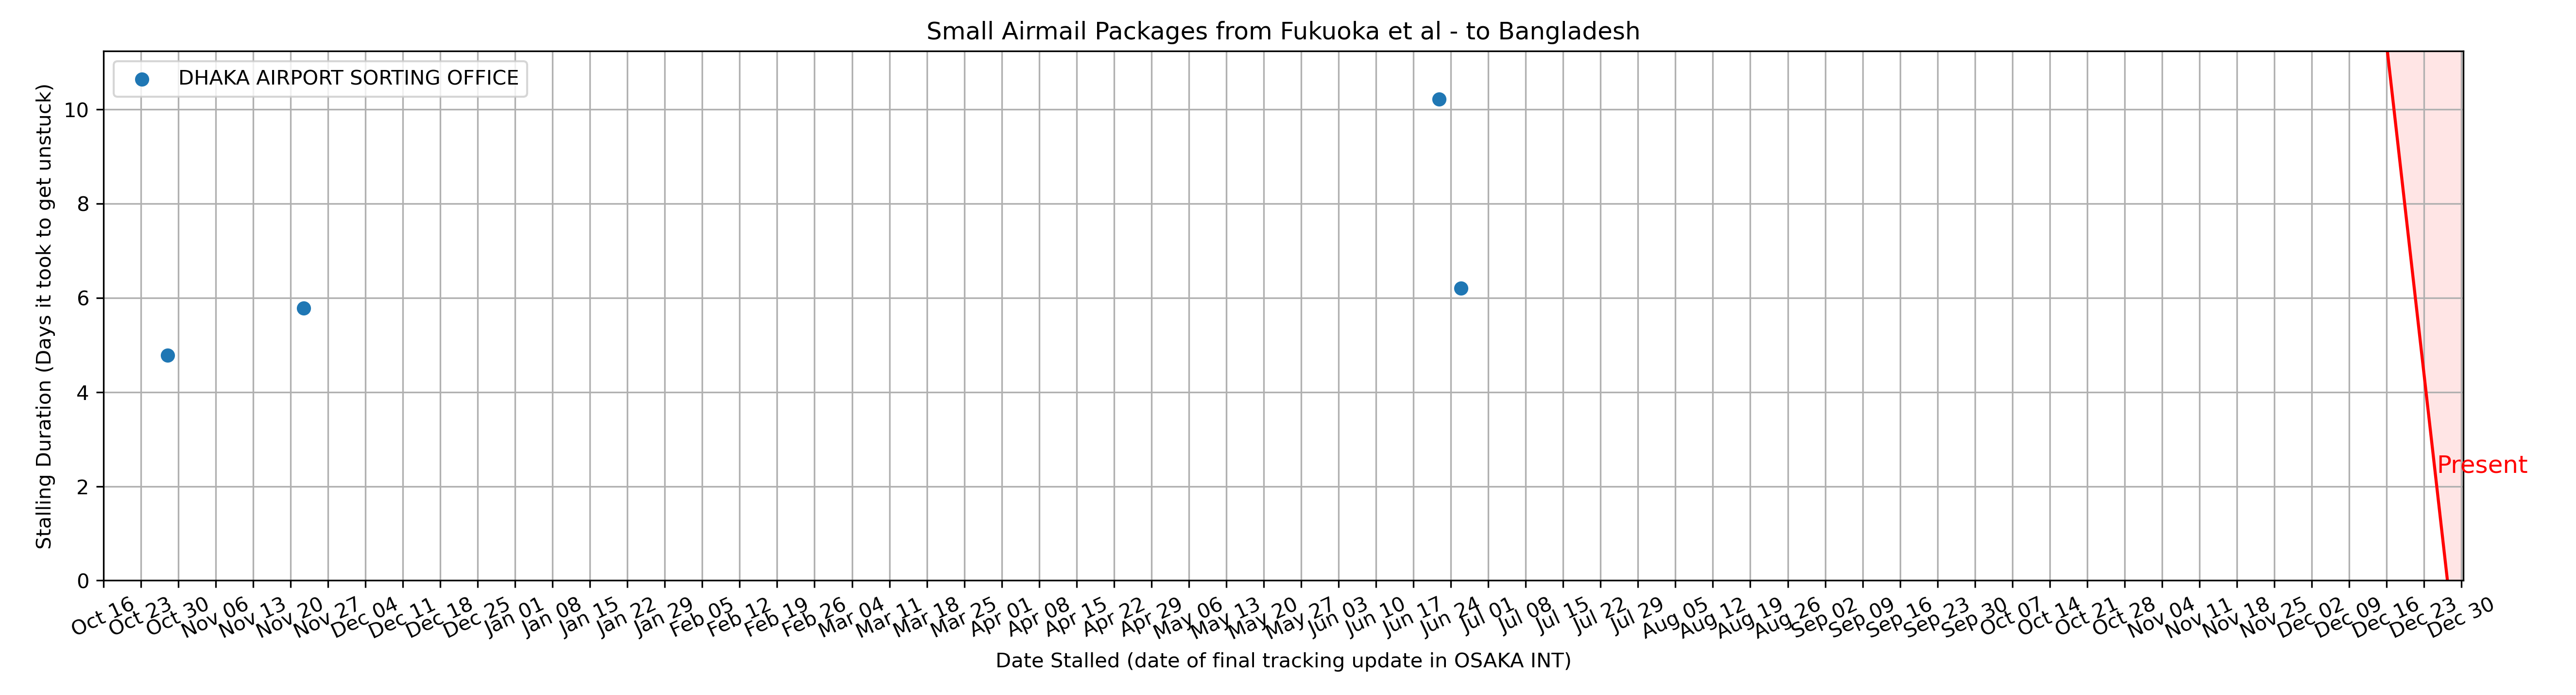 Small Airmail Packages from Fukuoka et al - to Bangladesh
DHAKA AIRPORT SORTING OFFICE
Stalling Duration (Days it took to get unstuck)
10
8
6
4
2
0
Present
Oct 16 Oct 23 Oct 30 Nov 06 Nov 13 Nov 20 Nov 27 Dec 04 Dec 11 Dec 18 Dec 25 Jan 01 Jan 08 Jan 15 Jan 22 Jan 29 Feb 05 Feb 12 Feb 19 Feb 26 Mar 04 Mar 11 Mar 18 Mar 25 Apr 01 Apr 08 Apr 15 Apr 22 Apr 29 May 06 May 13 May 20 May 27 Jun 03 Jun 10 Jun 17 Jun 24 Jul 01 Jul 08 Jul 15 Jul 22 Jul 29 Aug 05 Aug 12 Aug 19 Aug 26 Sep 02 Sep 09 Sep 16 Sep 23 Sep 30 Oct 07 Oct 14 Oct 21 Oct 28 Nov 04 Nov 11 Nov 18 Nov 25 Dec 02 Dec 09 Dec 16 Dec 23 Dec 30
Date Stalled (date of final tracking update in OSAKA INT)